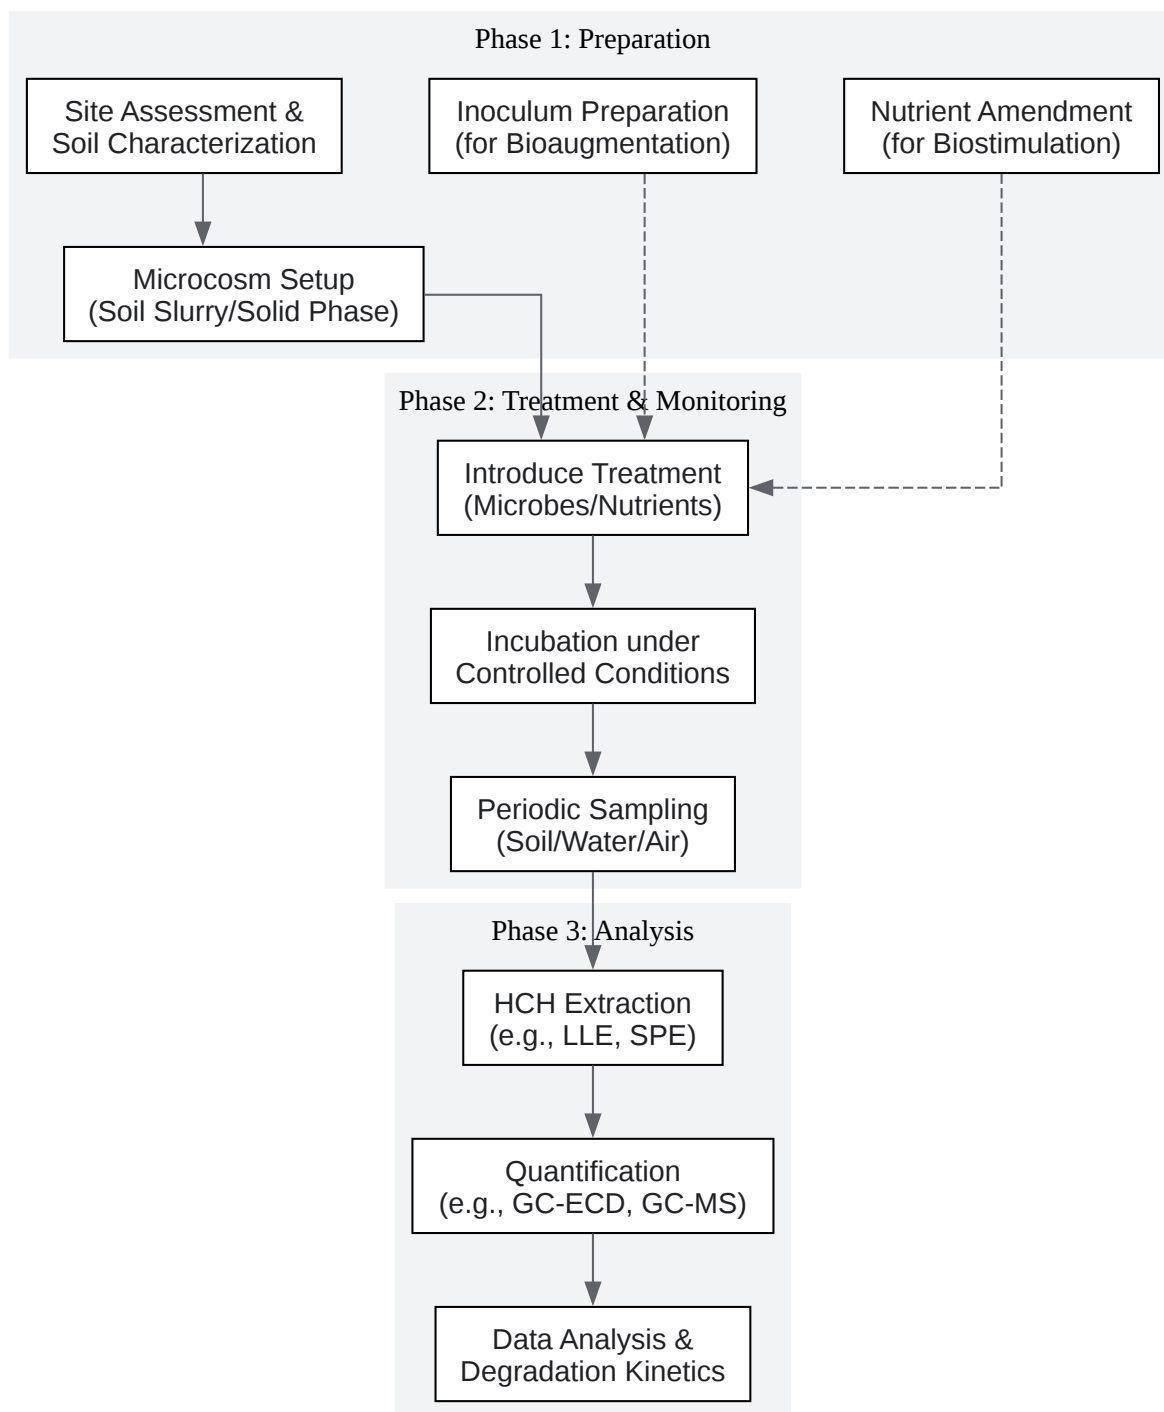 Phase 1: Preparation
Site Assessment &
Soil Characterization
Inoculum Preparation
(for Bioaugmentation)
Nutrient Amendment
(for Biostimulation)
Microcosm Setup
(Soil Slurry/Solid Phase)
Phase 2: Treatment & Monitoring
Introduce Treatment
(Microbes/Nutrients)
Incubation under
Controlled Conditions
Periodic Sampling
(Soil/Water/Air)
Phase 3: Analysis
HCH Extraction
(e.g., LLE, SPE)
Quantification
(e.g., GC-ECD, GC-MS)
Data Analysis &
Degradation Kinetics